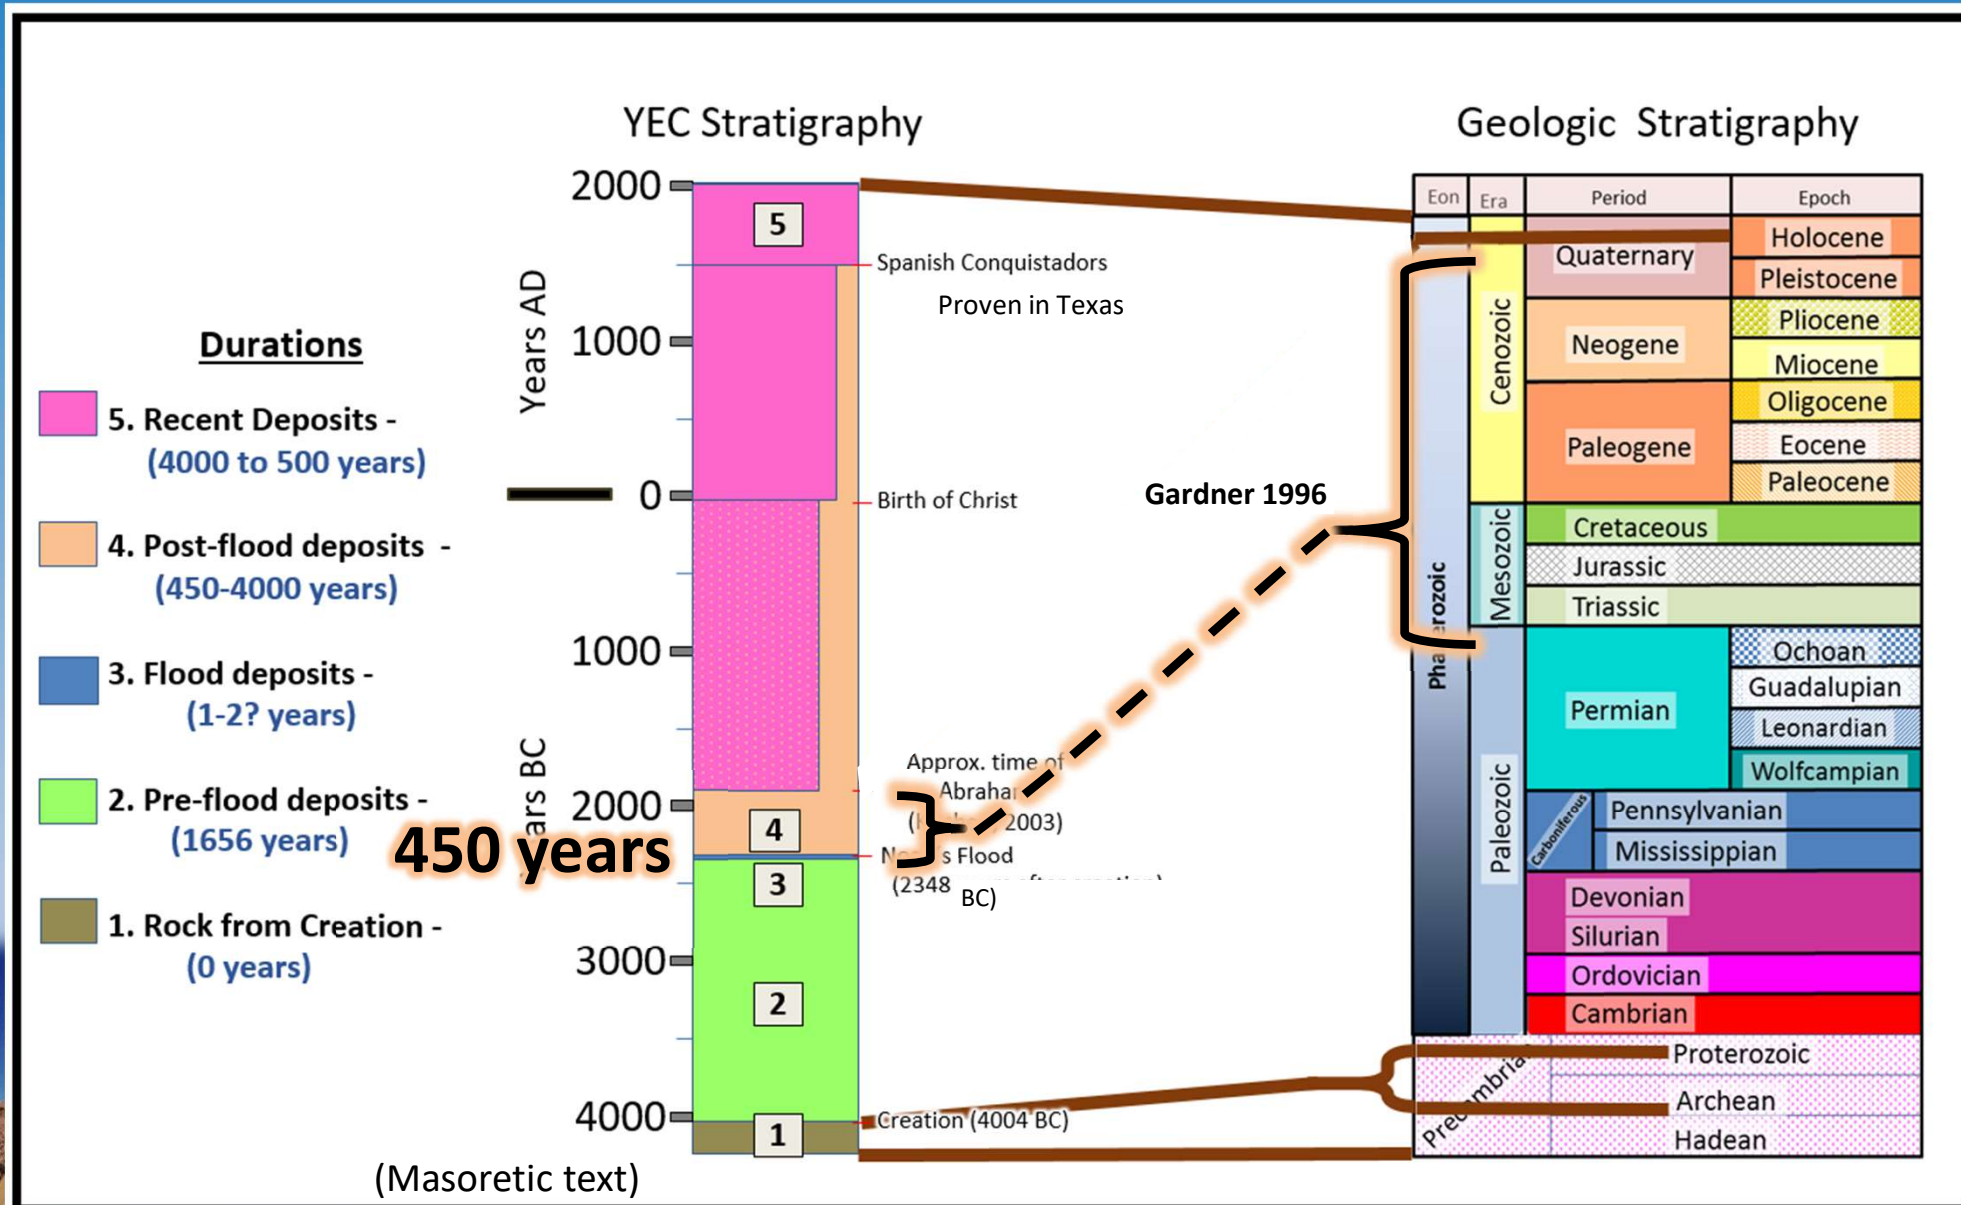 YEC Stratigraphy
Geologic Stratigraphy
Durations
5. Recent Deposits -
(4000 to 500 years)
4. Post-flood deposits -
(450-4000 years)
3. Flood deposits -
(1-2? years)
2. Pre-flood deposits -
(1656 years)
1. Rock from Creation -
(0 years)
450 years
Years AD
ars BC
2000
1000
0
1000
2000
3000
4000
(Masoretic text)
5
4
3
2
1
Spanish Conquistadors
Proven in Texas
Birth of Christ
Approx. time of
2003)
s Flood
(2348
BC)
Creation (4004 BC)
Gardner 1996
Eon
Era
Period
Epoch
Phanerozoic
Cenozoic
Mesozoic
Paleozoic
Quaternary
Holocene
Pleistocene
Neogene
Pliocene
Miocene
Paleogene
Oligocene
Eocene
Paleocene
Cretaceous
Jurassic
Triassic
Permian
Ochoan
Guadalupian
Leonardian
Wolfcampian
Carboniferous
Pennsylvanian
Mississippian
Devonian
Silurian
Ordovician
Cambrian
Precambrian
Proterozoic
Archean
Hadean